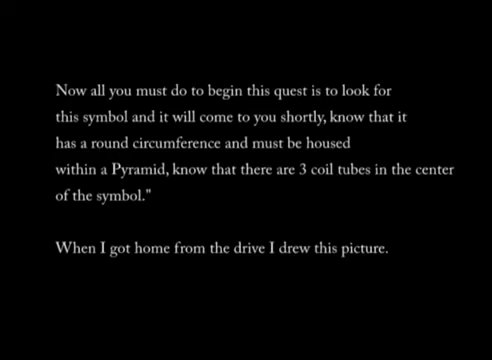 Now all you must do to begin this quest is to look for
this symbol and it will come to you shortly, know that it
has a round circumference and must be housed
within a Pyramid, know that there are 3 coil tubes in the center
of the symbol."
When I got home from the drive I drew this picture.